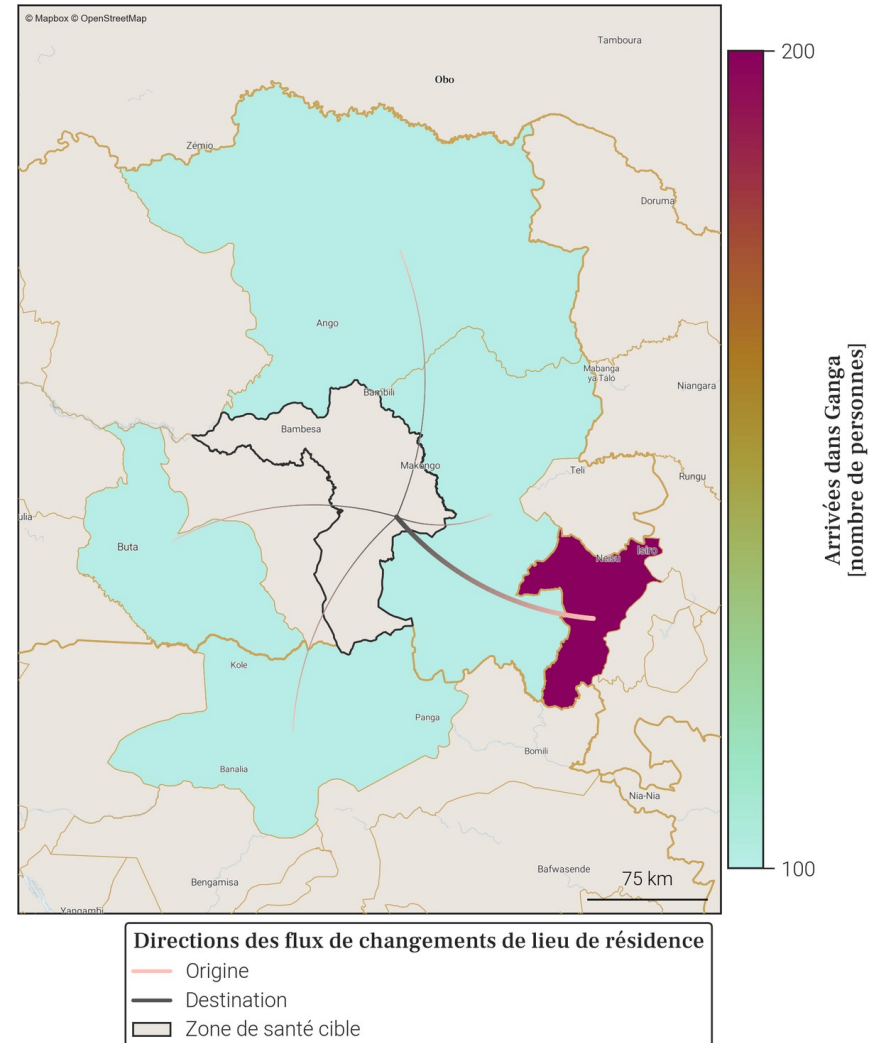 © Mapbox © OpenStreetMap
Tamboura
Obo
200
Zémio
Doruma
Ango
Mabanga
ya Talo
Niangara
Bambili
Bambesa
Makongo
Teli
Rungu
ulia
Buta
Isiro
Kole
Panga
Bomili
Banalia
Nia-Nia
Bafwasende
Bengamisa
75 km
100
Yangambi
Arrivées dans Ganga
[nombre de personnes]
Directions des flux de changements de lieu de résidence
Origine
Destination
Zone de santé cible